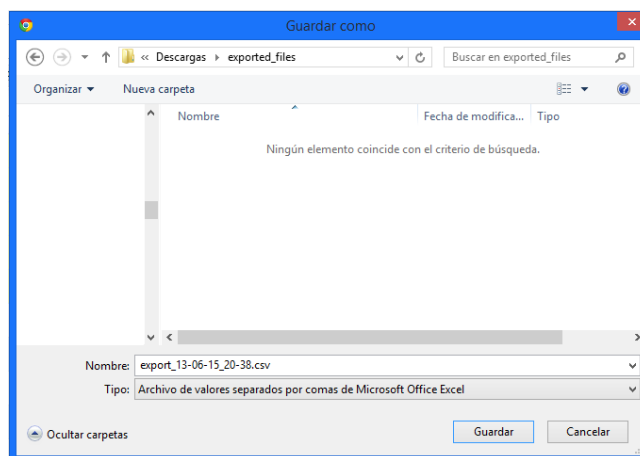 Guardar como
« Descargas exported_files
Buscar en exported_files
Organizar
Nueva carpeta
Nombre
Fecha de modifica...
Tipo
Ningún elemento coincide con el criterio de búsqueda.
Nombre: export_13-06-15_20-38.csv
Tipo: Archivo de valores separados por comas de Microsoft Office Excel
Ocultar carpetas
Guardar
Cancelar